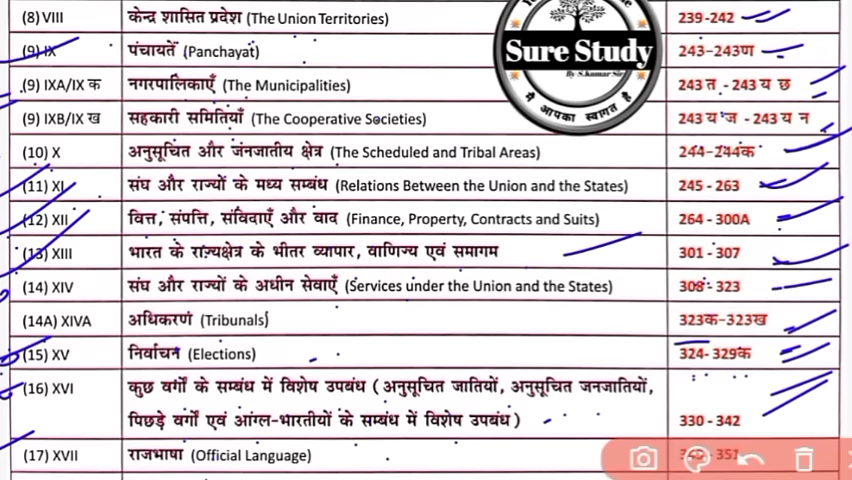 (8) VIII केन्द्र शासित प्रदेश (The Union Territories) 239-242
(9) IX पंचायतें (Panchayat) 243-243ण
Sure Study
By S.Kumar Sir
मै आपका स्वागत है
(9) IXA/IX क नगरपालिकाएँ (The Municipalities) 243 त - 243 य छ
(9) IXB/IX ख सहकारी समितियाँ (The Cooperative Societies) 243 य ज - 243 य न
(10) X अनुसूचित और जनजातीय क्षेत्र (The Scheduled and Tribal Areas) 244-244क
(11) XI संघ और राज्यों के मध्य सम्बंध (Relations Between the Union and the States) 245 - 263
(12) XII वित्त, संपत्ति, संविदाएँ और वाद (Finance, Property, Contracts and Suits) 264 - 300A
(13) XIII भारत के राज्यक्षेत्र के भीतर व्यापार, वाणिज्य एवं समागम 301 - 307
(14) XIV संघ और राज्यों के अधीन सेवाएँ (Services under the Union and the States) 308 - 323
(14A) XIVA अधिकरण (Tribunals) 323क-323ख
(15) XV निर्वाचन (Elections) 324- 329क
(16) XVI कुछ वर्गो के सम्बंध में विशेष उपबंध ( अनुसूचित जातियों, अनुसूचित जनजातियों,
पिछड़े वर्गो एवं आंग्ल-भारतीयों के सम्बंध में विशेष उपबंध ) 330 - 342
(17) XVII राजभाषा (Official Language) 343 - 351